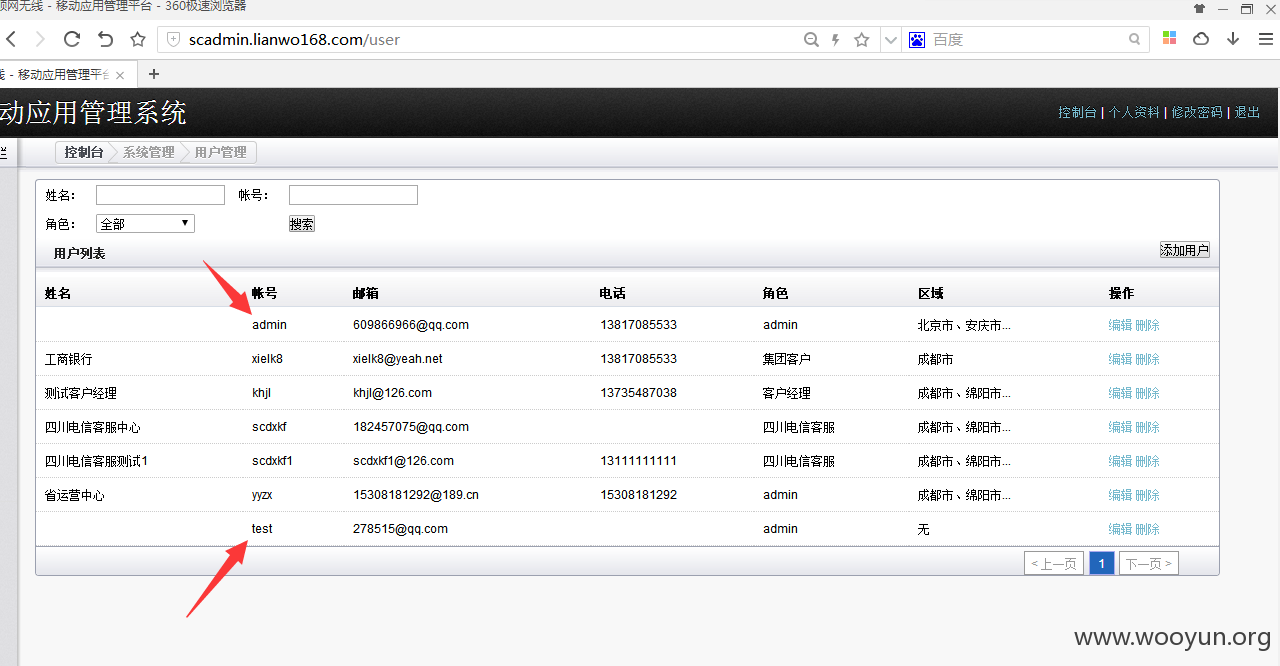 须网无线 - 移动应用管理平台 - 360极速浏览器
scadmin.lianwo168.com/user
百度
线 - 移动应用管理平台
动应用管理系统
控制台 | 个人资料 | 修改密码 | 退出
控制台 系统管理 用户管理
姓名： 帐号：
角色： 全部 搜索
用户列表 添加用户
姓名 帐号 邮箱 电话 角色 区域 操作
admin 609866966@qq.com 13817085533 admin 北京市、安庆市... 编辑 删除
工商银行 xielk8 xielk8@yeah.net 13817085533 集团客户 成都市 编辑 删除
测试客户经理 khjl khjl@126.com 13735487038 客户经理 成都市、绵阳市... 编辑 删除
四川电信客服中心 scdxkf 182457075@qq.com 四川电信客服 成都市、绵阳市... 编辑 删除
四川电信客服测试1 scdxkf1 scdxkf1@126.com 13111111111 四川电信客服 成都市、绵阳市... 编辑 删除
省运营中心 yyzx 15308181292@189.cn 15308181292 admin 成都市、绵阳市... 编辑 删除
test 278515@qq.com admin 无 编辑 删除
< 上一页 1 下一页 >
www.wooyun.org